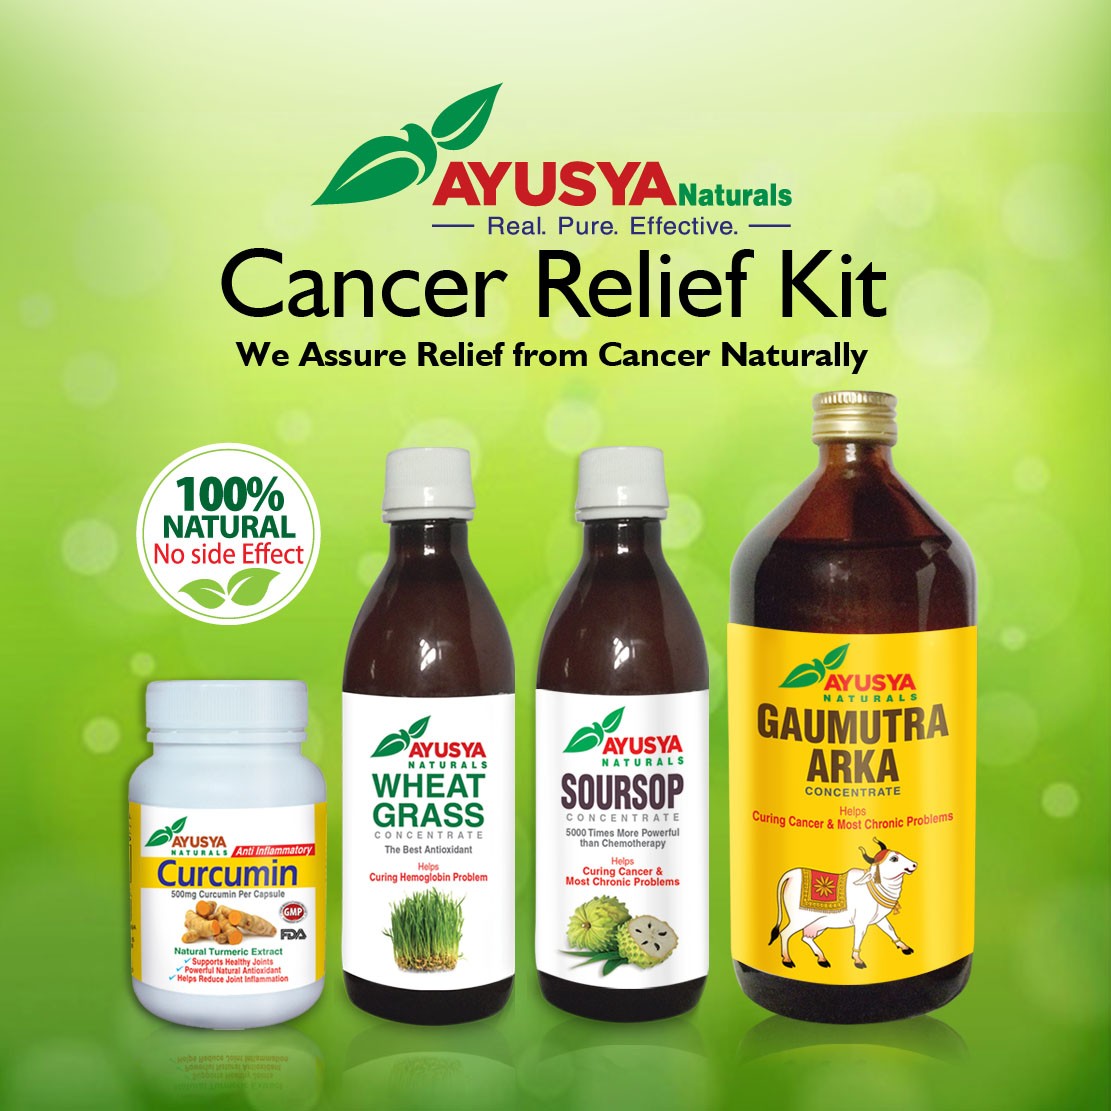 AYUSYA Naturals
Real. Pure. Effective.
Cancer Relief Kit
We Assure Relief from Cancer Naturally
100%
NATURAL
No side Effect
AYUSYA
NATURALS
Anti Inflammatory
Curcumin
500mg Curcumin Per Capsule
GMP
FDA
Natural Turmeric Extract
Supports Healthy Joints
Powerful Natural Antioxidant
Helps Reduce Joint Inflammation
AYUSYA
NATURALS
WHEAT
GRASS
CONCENTRATE
The Best Antioxidant
Helps
Curing Hemoglobin Problem
AYUSYA
NATURALS
SOURSOP
CONCENTRATE
5000 Times More Powerful
than Chemotherapy
Helps
Curing Cancer &
Most Chronic Problems
AYUSYA
NATURALS
GAUMUTRA
ARKA
CONCENTRATE
Helps
Curing Cancer & Most Chronic Problems